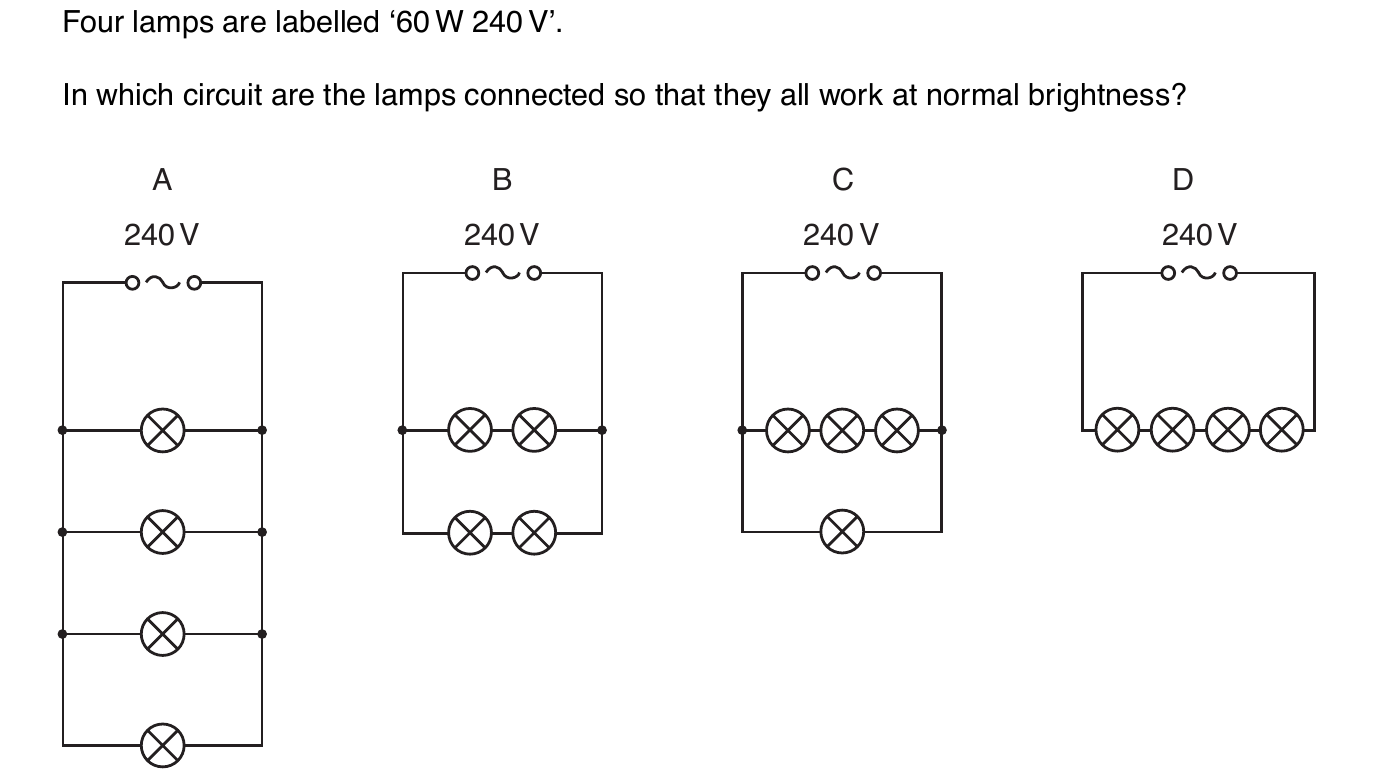 Four lamps are labelled ‘60 W 240 V’.
In which circuit are the lamps connected so that they all work at normal brightness?
A B C D
240 V 240 V 240 V 240 V